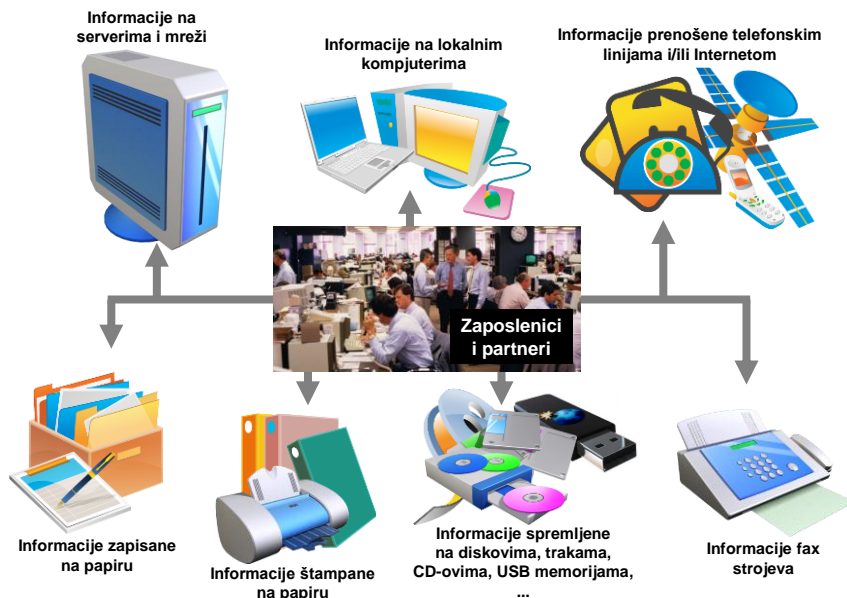 Informacije na
serverima i mreži
Informacije na lokalnim
kompjuterima
Informacije prenošene telefonskim
linijama i/ili Internetom
Zaposlenici
i partneri
Informacije zapisane
na papiru
Informacije štampane
na papiru
Informacije spremljene
na diskovima, trakama,
CD-ovima, USB memorijama,
...
Informacije fax
strojeva